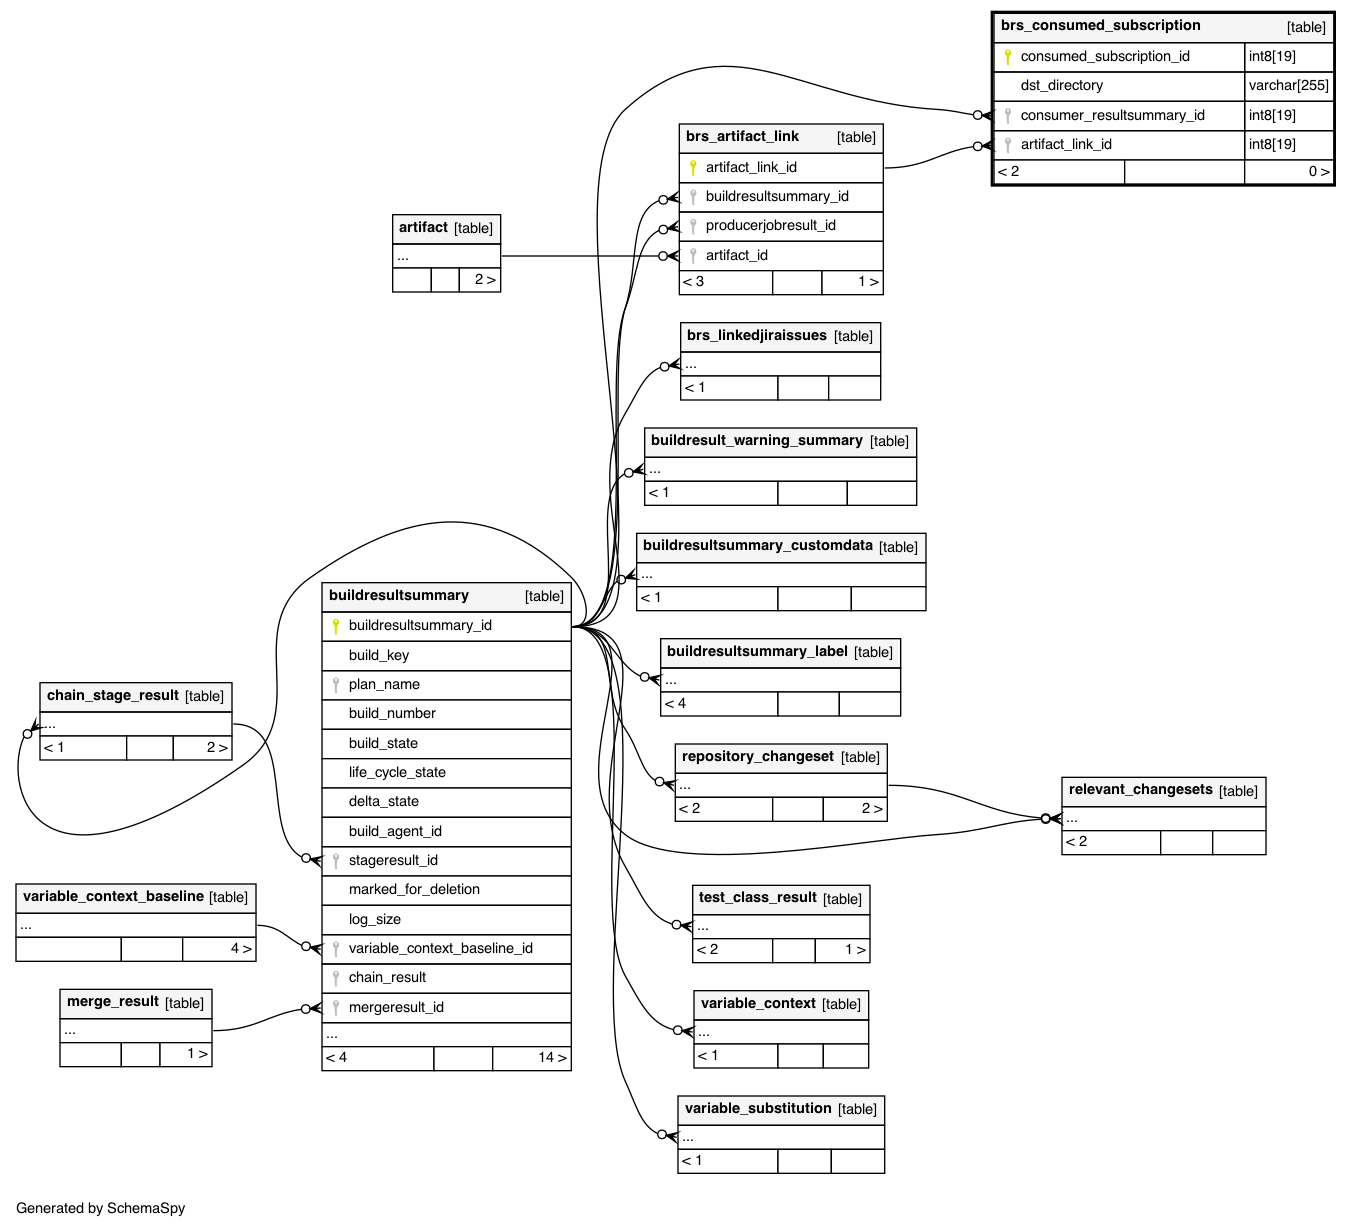 brs_consumed_subscription [table]
consumed_subscription_id int8[19]
dst_directory varchar[255]
consumer_resultsummary_id int8[19]
artifact_link_id int8[19]
< 2 0 >
brs_artifact_link [table]
artifact_link_id
buildresultsummary_id
producerjobresult_id
artifact_id
< 3 1 >
artifact [table]
...
2 >
brs_linkedjiraissues [table]
...
< 1
buildresult_warning_summary [table]
...
< 1
buildresultsummary_customdata [table]
...
< 1
buildresultsummary [table]
buildresultsummary_id
build_key
plan_name
build_number
build_state
life_cycle_state
delta_state
build_agent_id
stageresult_id
marked_for_deletion
log_size
variable_context_baseline_id
chain_result
mergeresult_id
...
< 4 14 >
buildresultsummary_label [table]
...
< 4
chain_stage_result [table]
...
< 1 2 >
repository_changeset [table]
...
< 2 2 >
relevant_changesets [table]
...
< 2
variable_context_baseline [table]
...
4 >
test_class_result [table]
...
< 2 1 >
merge_result [table]
...
1 >
variable_context [table]
...
< 1
variable_substitution [table]
...
< 1
Generated by SchemaSpy